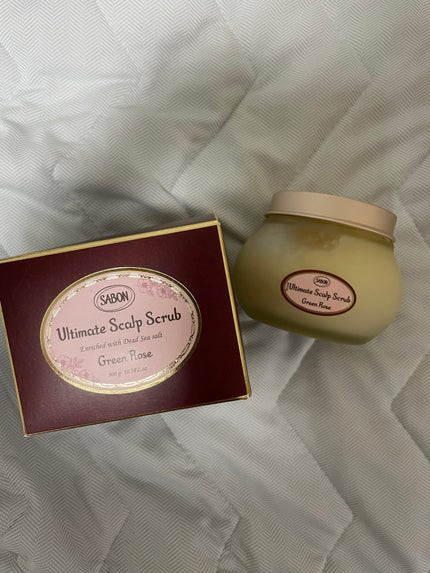 SABON
Ultimate Scalp Scrub
Enriched with Dead Sea salt
Green Rose
SABON
Ultimate Scalp Scrub
Green Rose